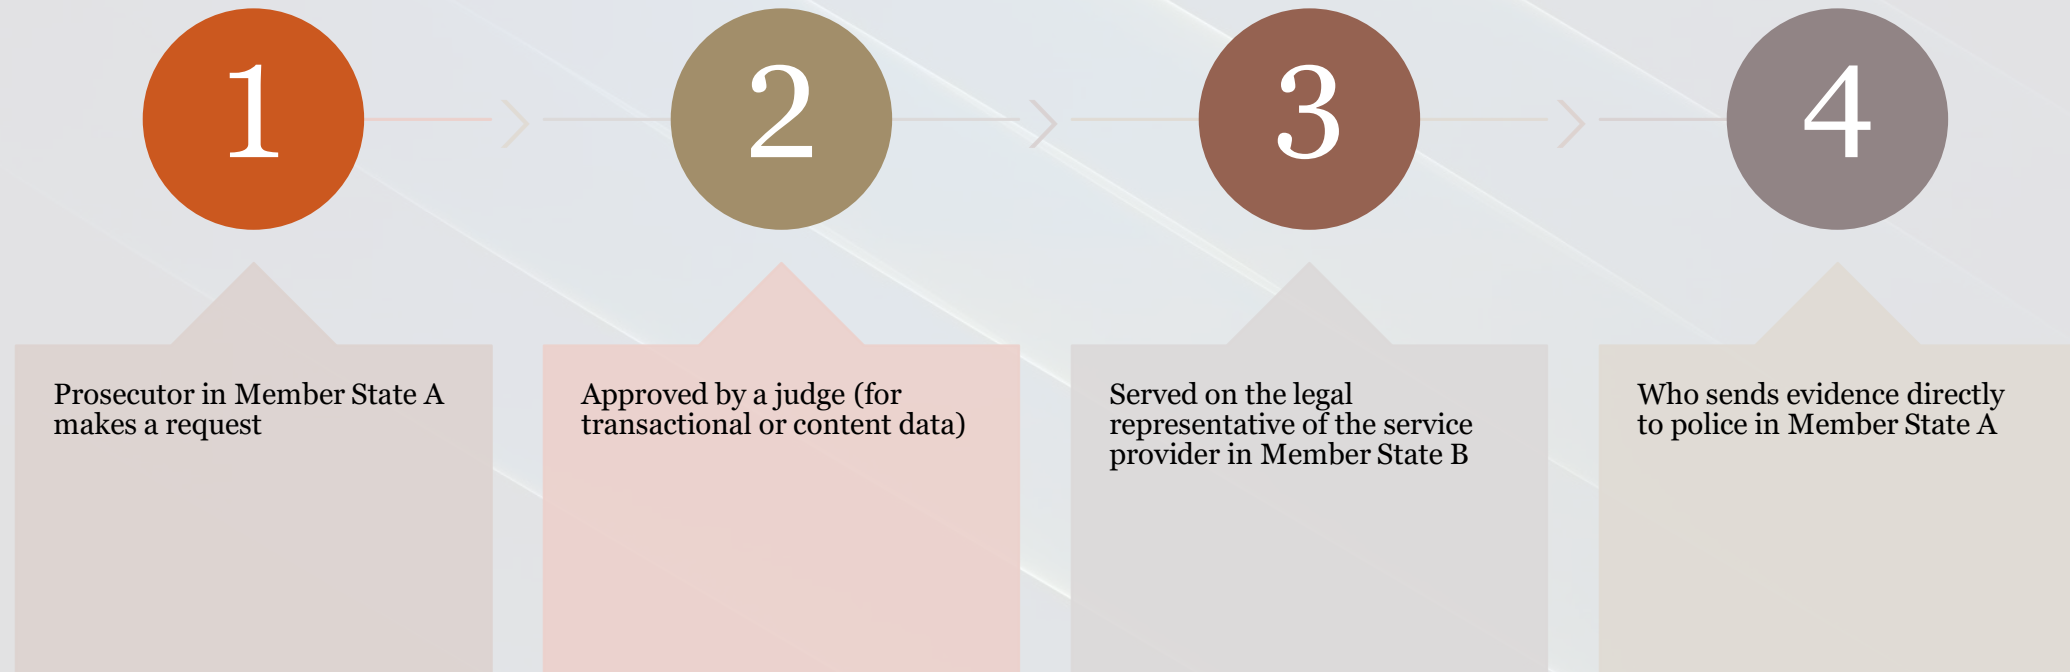 1
2
3
4
Prosecutor in Member State A
makes a request
Approved by a judge (for
transactional or content data)
Served on the legal
representative of the service
provider in Member State B
Who sends evidence directly
to police in Member State A